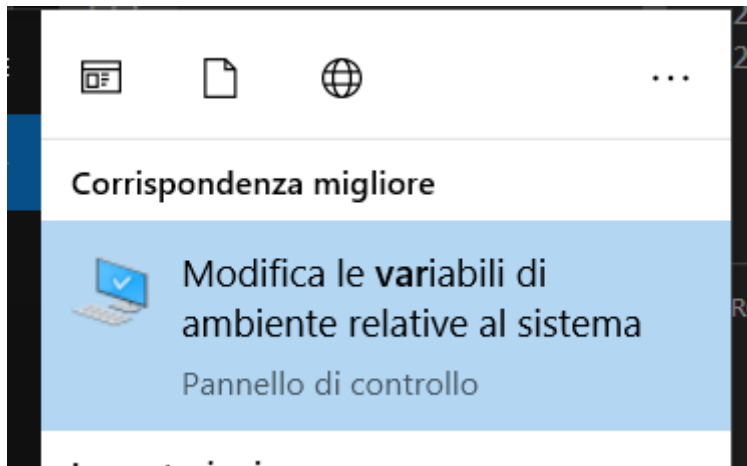 Corrispondenza migliore
Modifica le variabili di
ambiente relative al sistema
Pannello di controllo